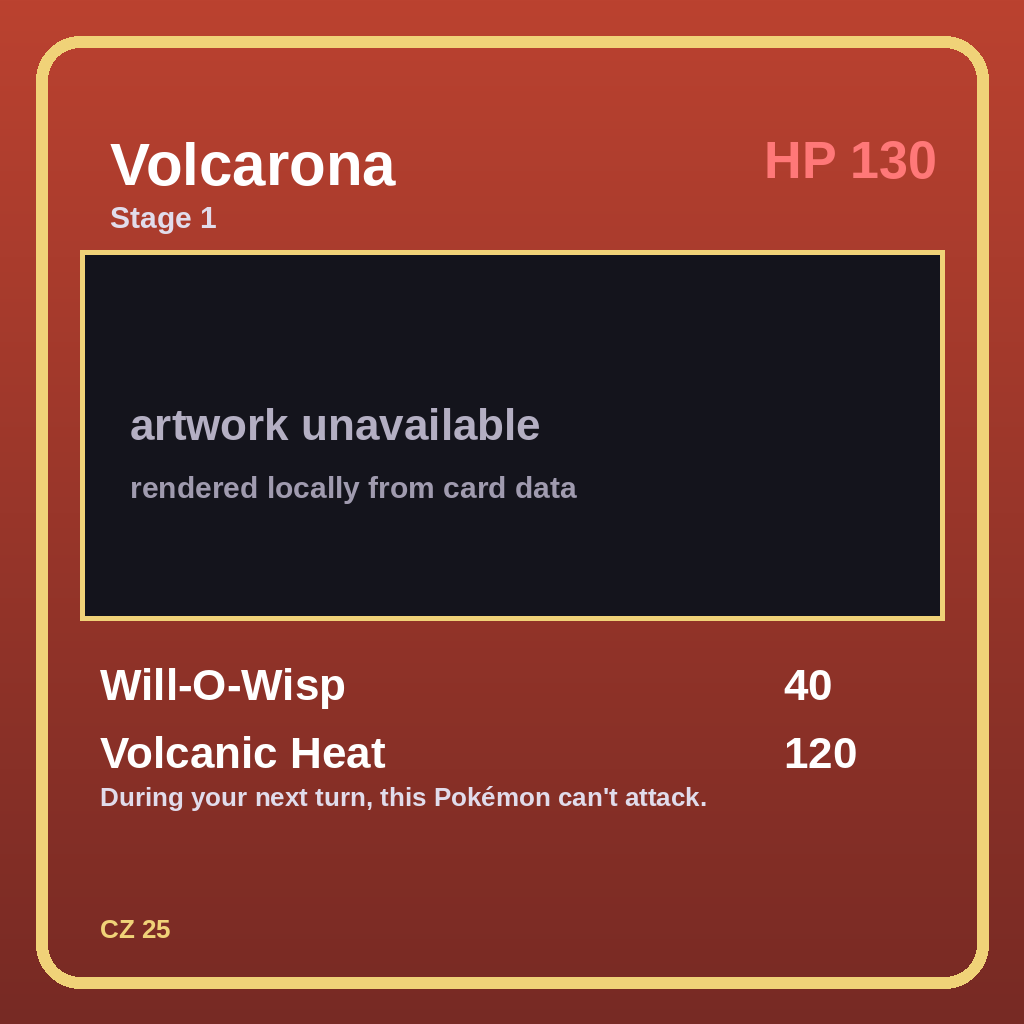 Volcarona
HP 130
Stage 1
artwork unavailable
rendered locally from card data
Will-O-Wisp 40
Volcanic Heat 120
During your next turn, this Pokémon can't attack.
CZ 25